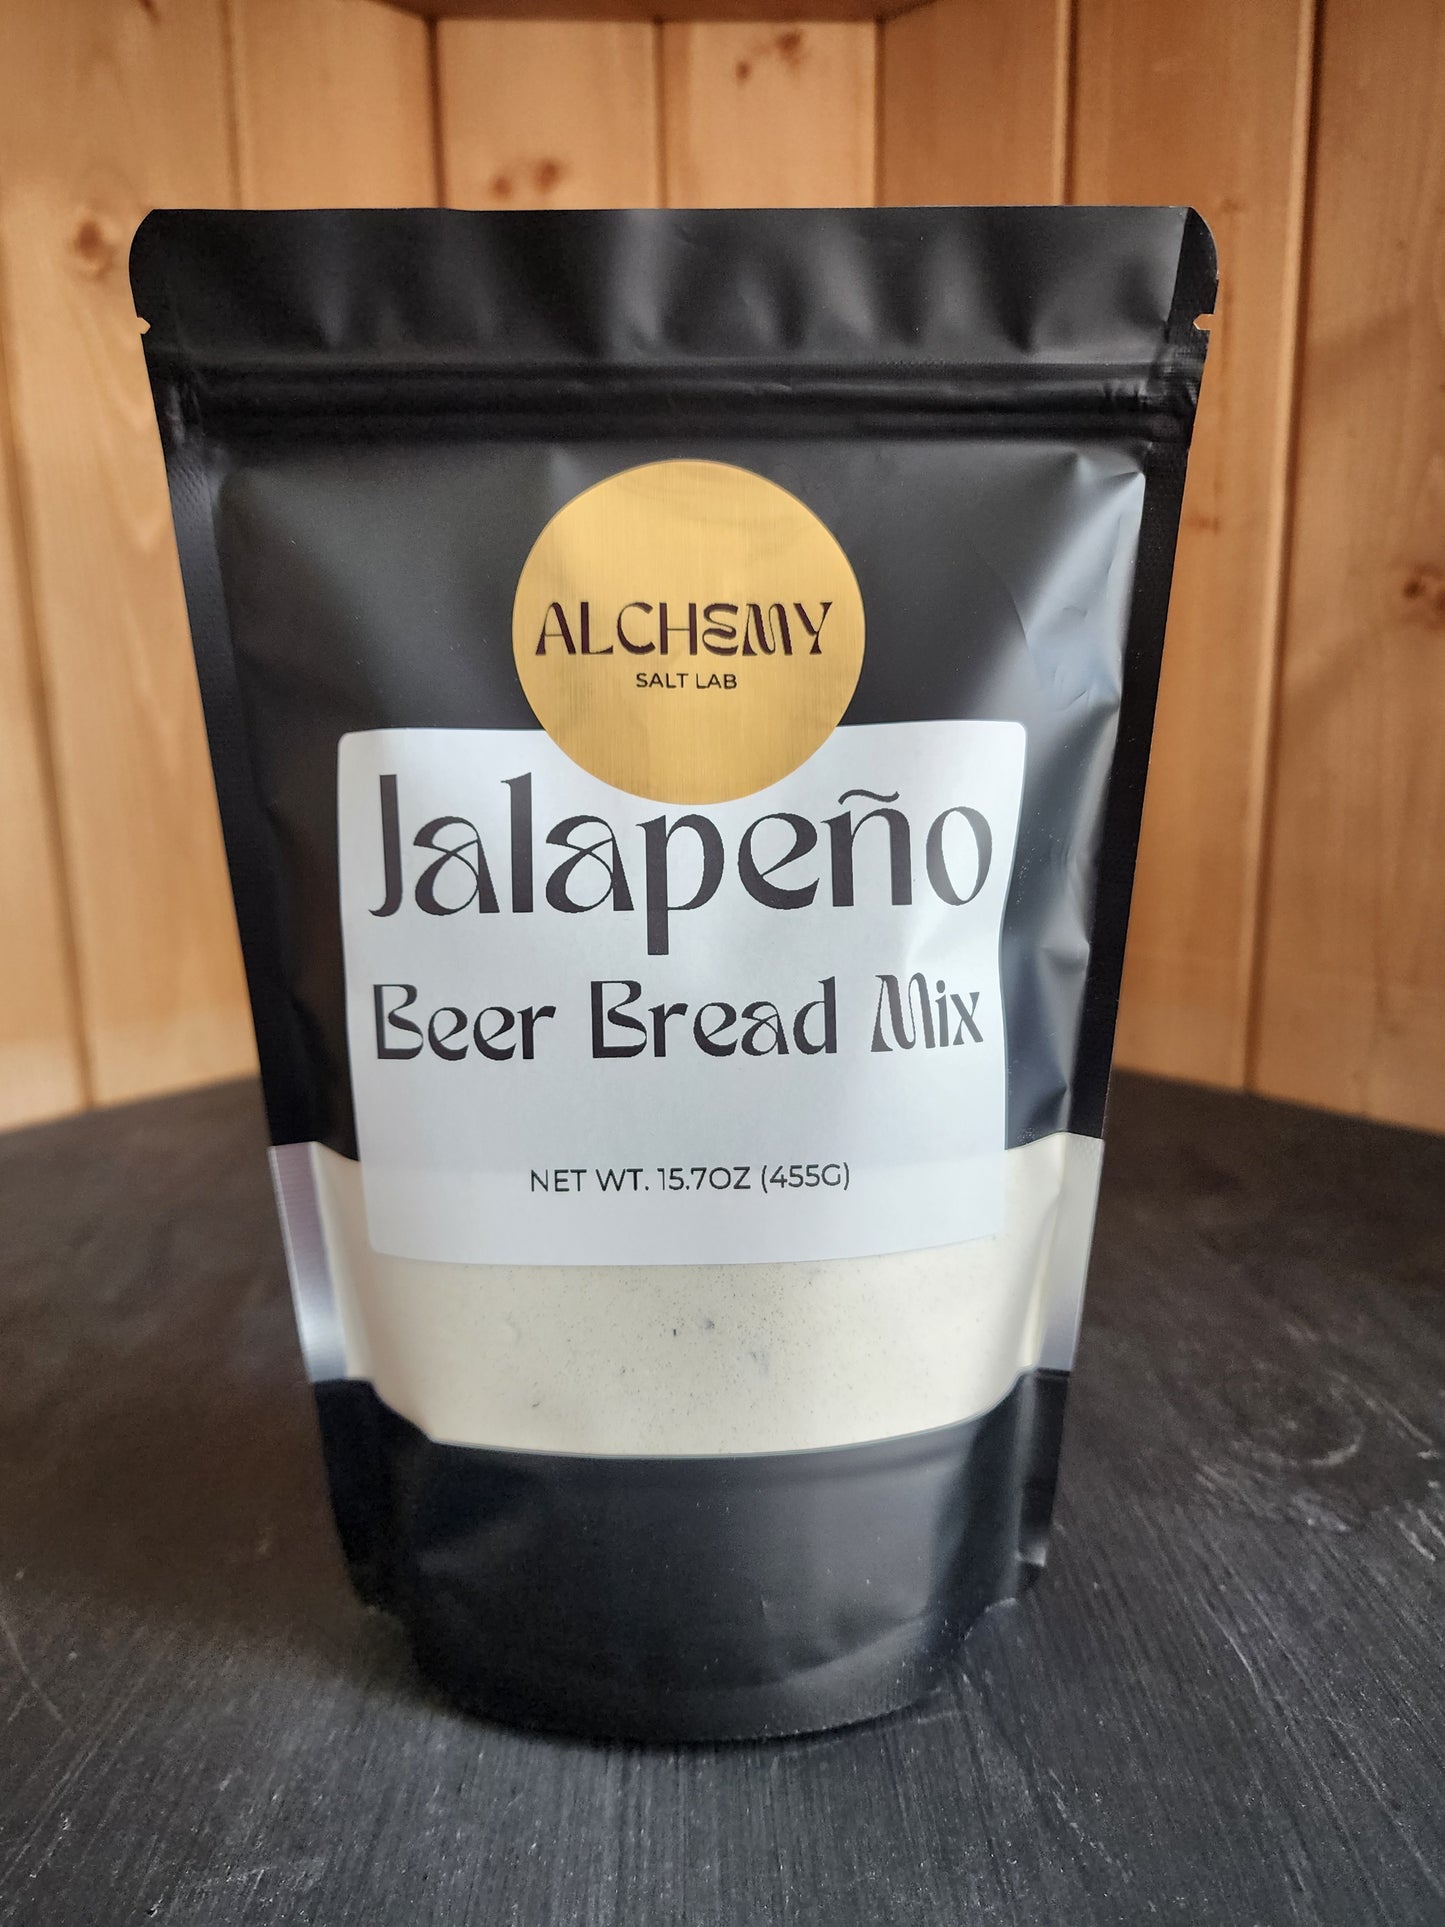 ALCHEMY
SALT LAB
Jalapeño
Beer Bread Mix
NET WT. 15.7OZ (455G)